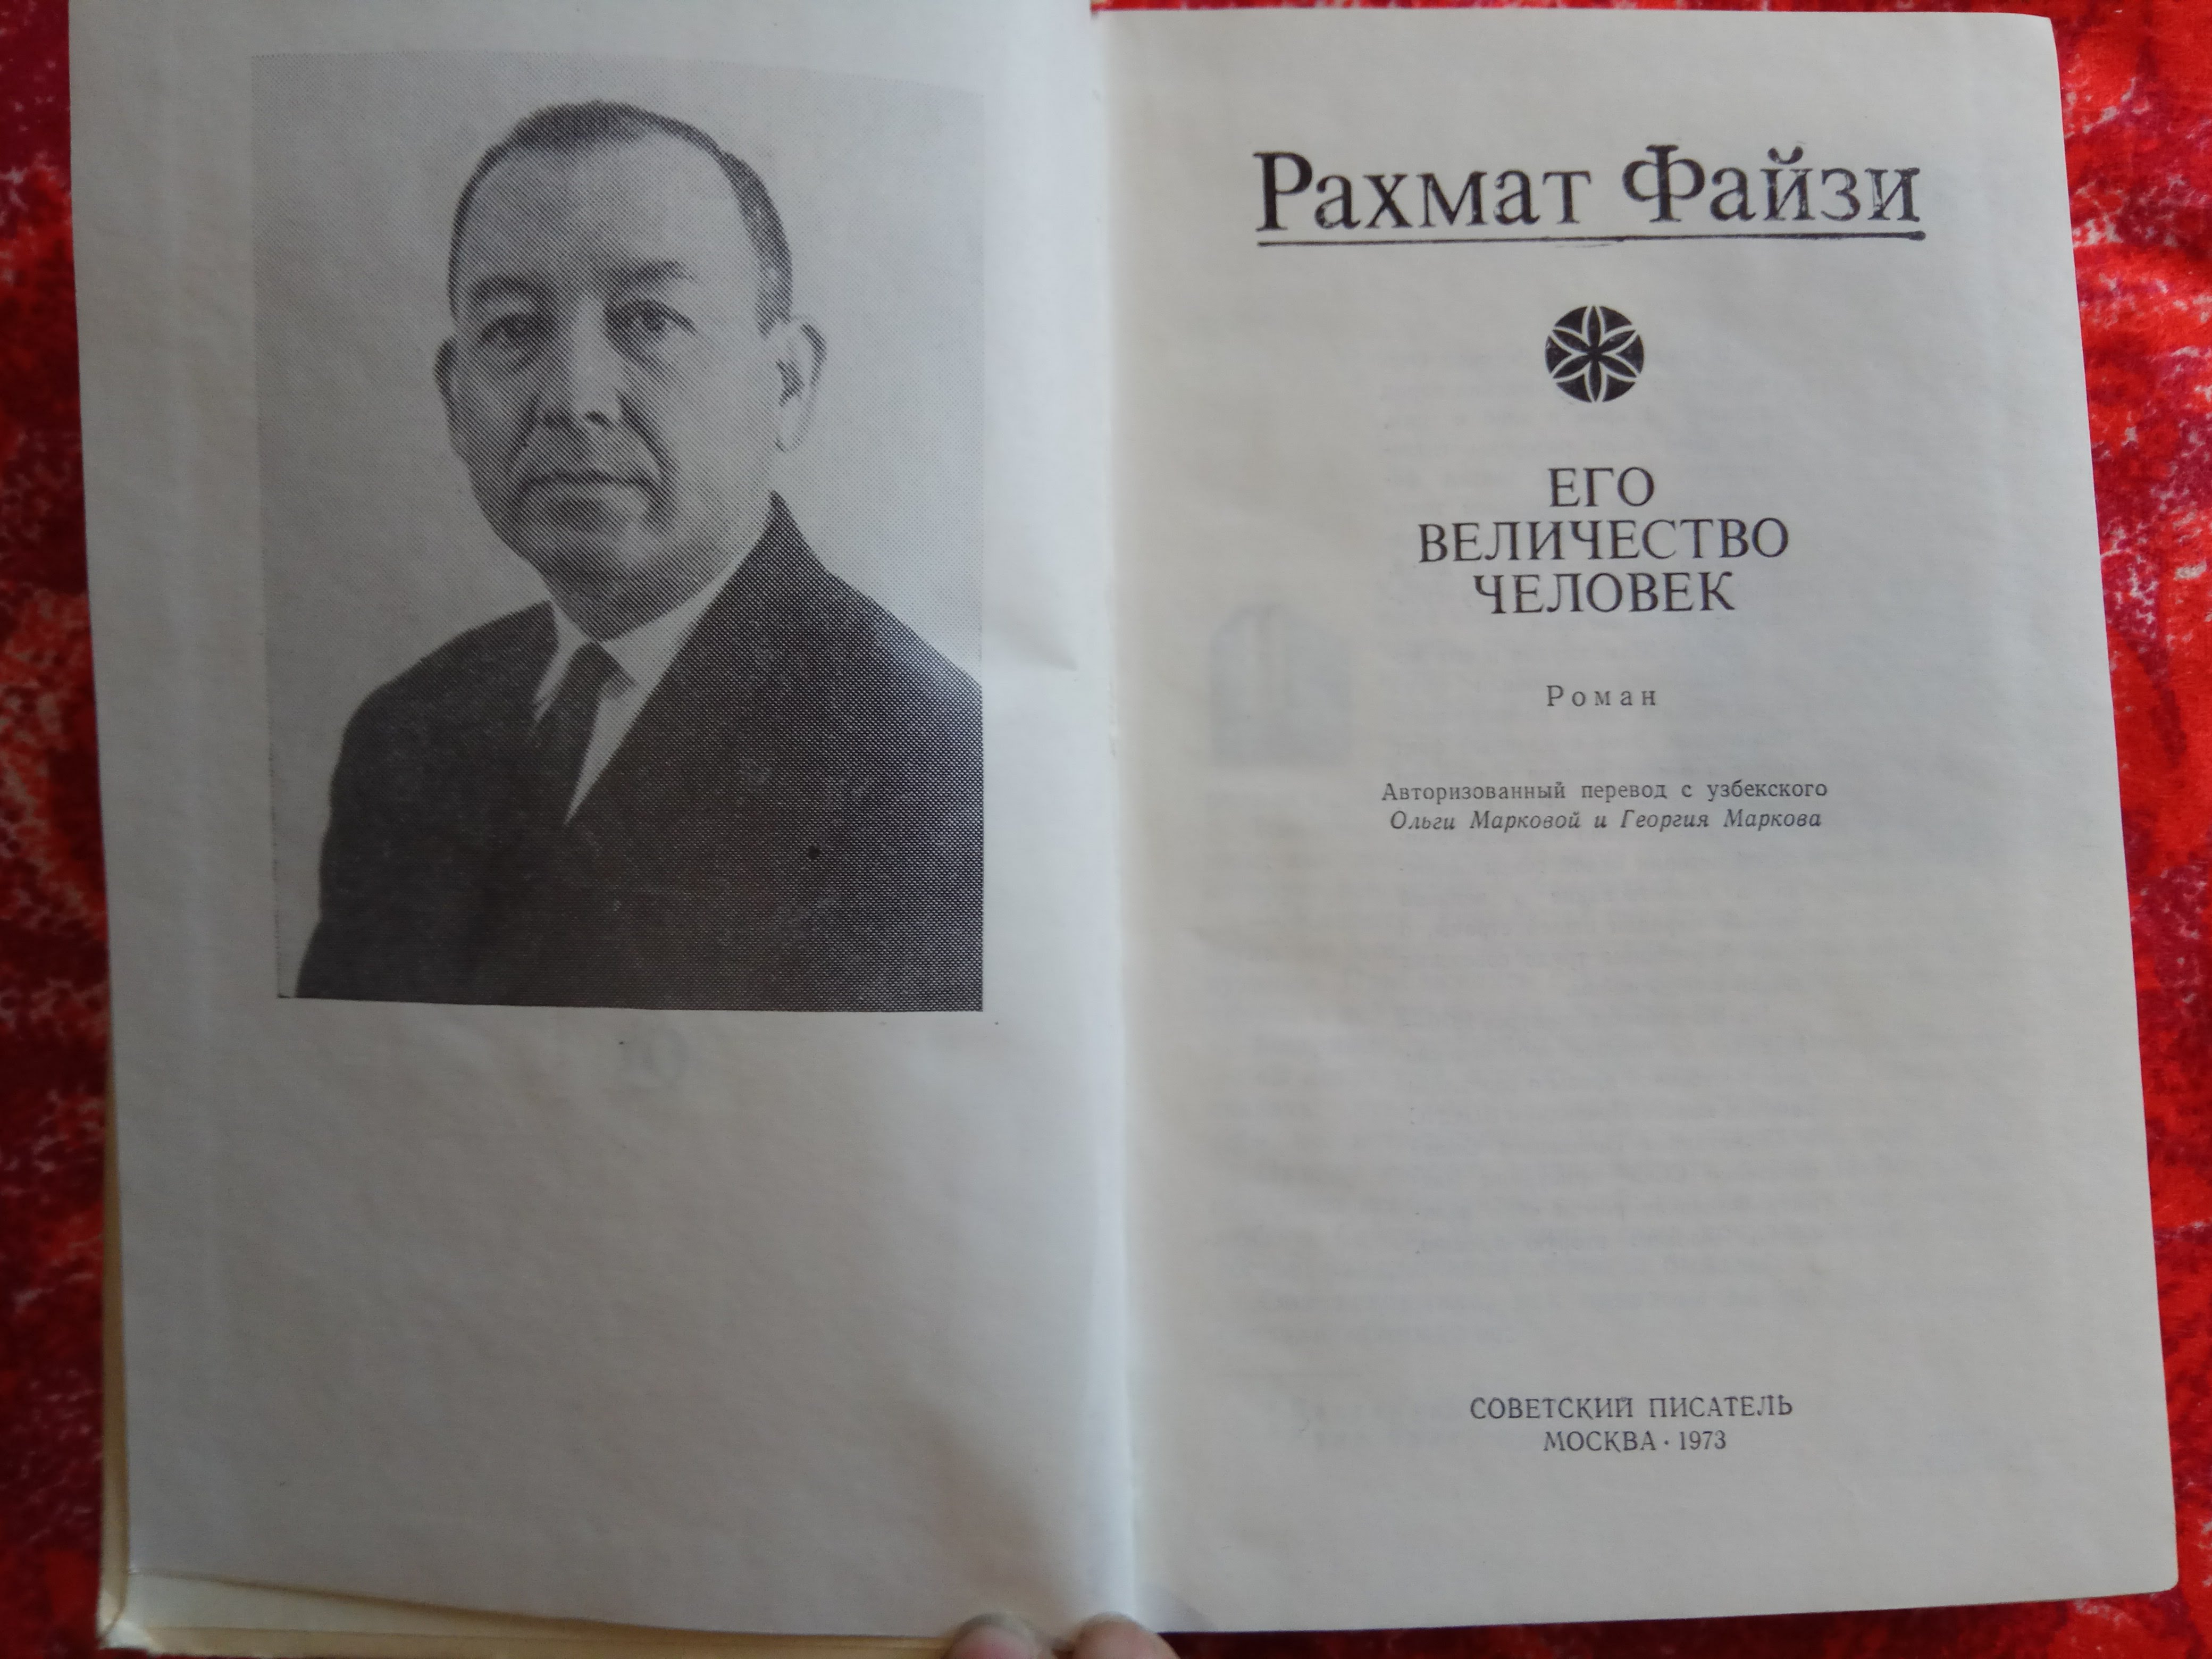 Рахмат Файзи
ЕГО
ВЕЛИЧЕСТВО
ЧЕЛОВЕК
Роман
Авторизованный перевод с узбекского
Ольги Марковой и Георгия Маркова
СОВЕТСКИЙ ПИСАТЕЛЬ
МОСКВА · 1973